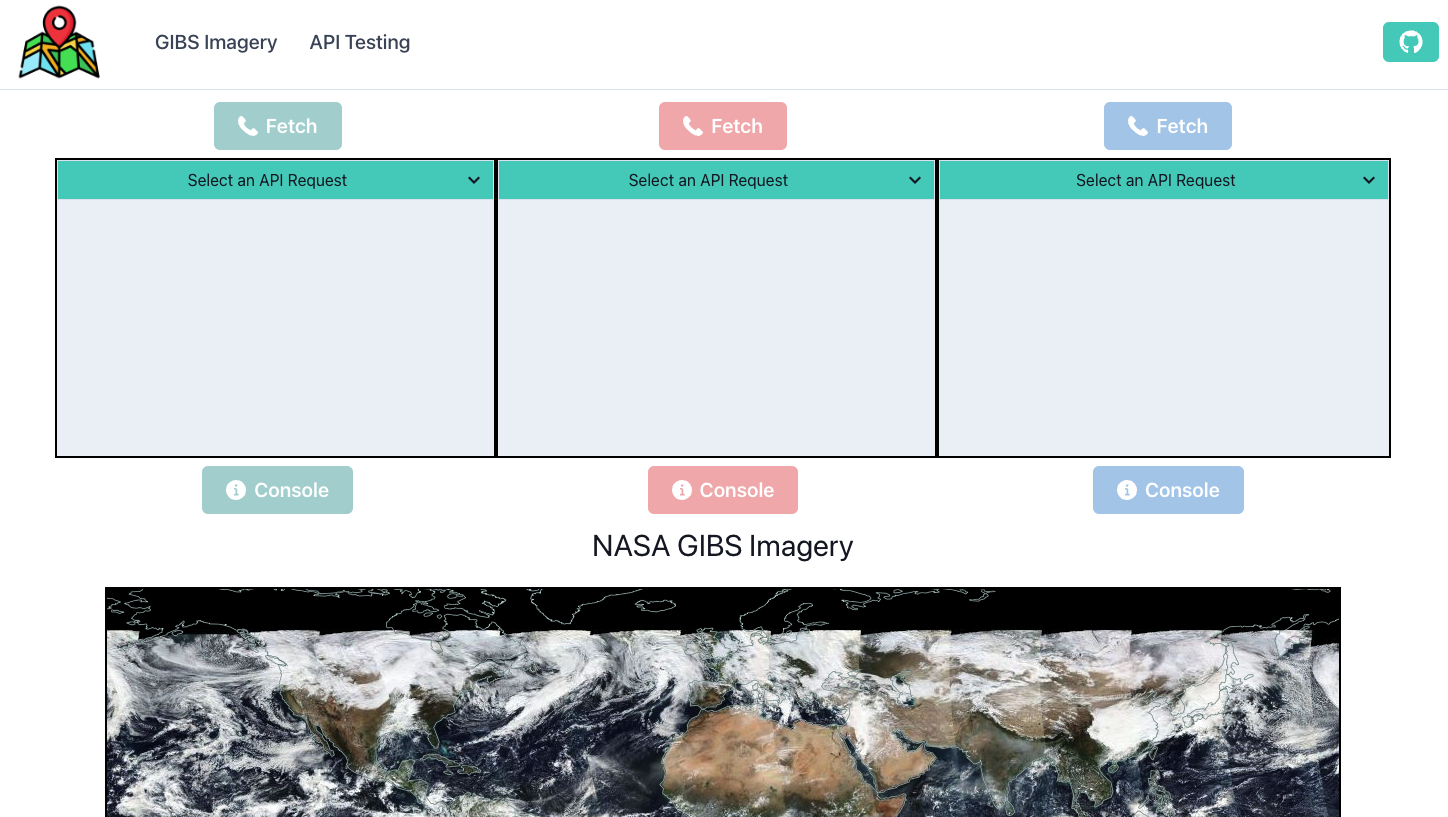 GIBS Imagery API Testing
Fetch Fetch Fetch
Select an API Request Select an API Request Select an API Request
Console Console Console
NASA GIBS Imagery